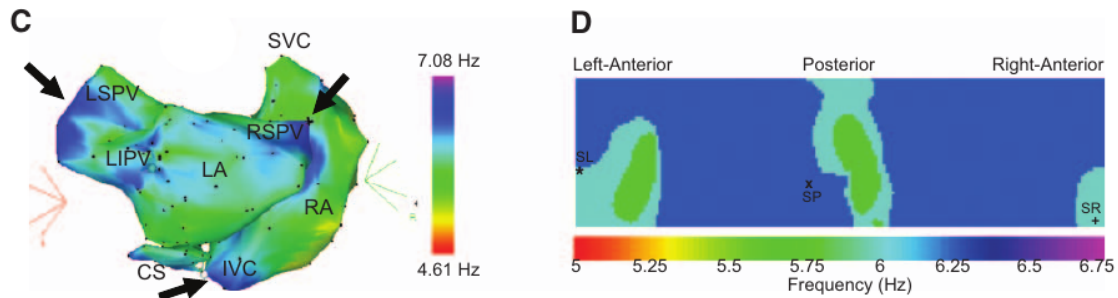 C
SVC
7.08 Hz
LSPV
RSPV
LIPV
LA
RA
CS
IVC
4.61 Hz
D
Left-Anterior Posterior Right-Anterior
SL
*
x
SP
SR
+
5 5.25 5.5 5.75 6 6.25 6.5 6.75
Frequency (Hz)